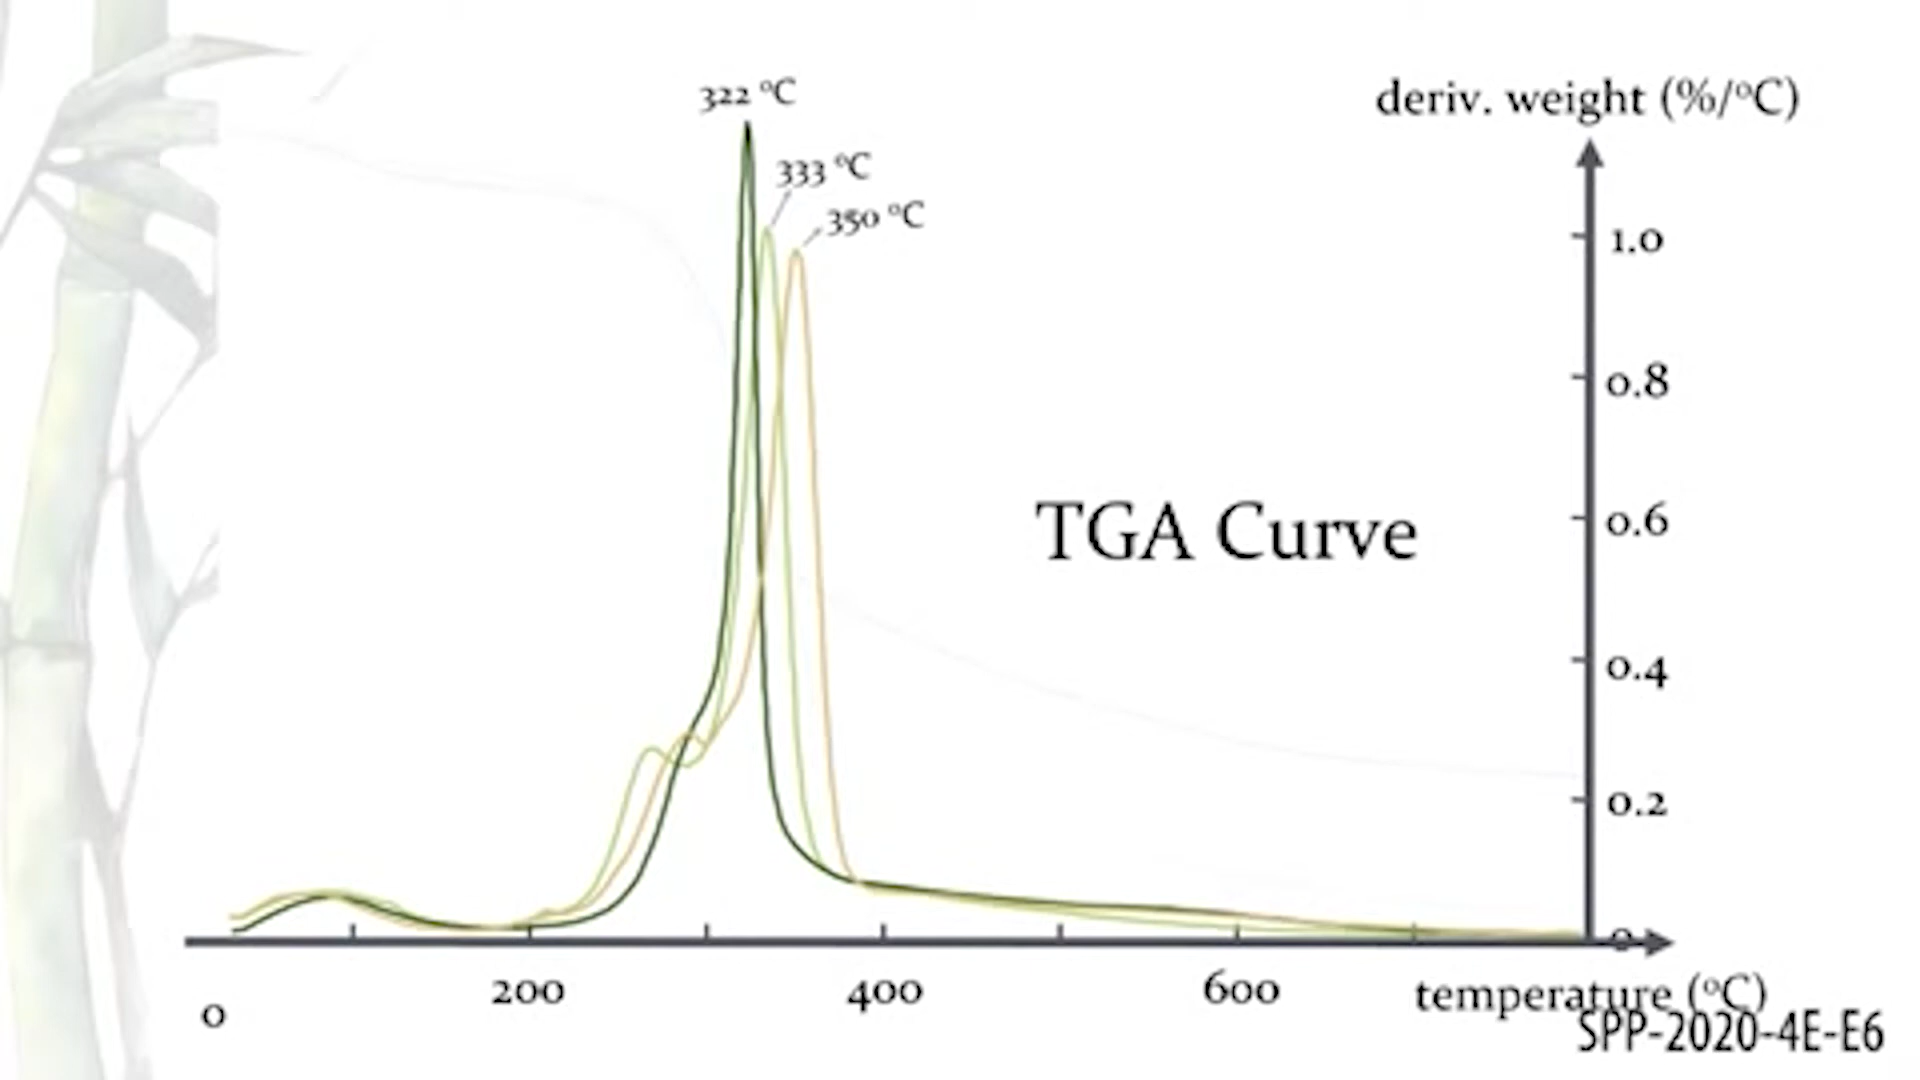 322 °C
deriv. weight (%/°C)
333 °C
350 °C
1.0
0.8
TGA Curve
0.6
0.4
0.2
0
200
400
600
temperature (°C)
0
SPP-2020-4E-E6